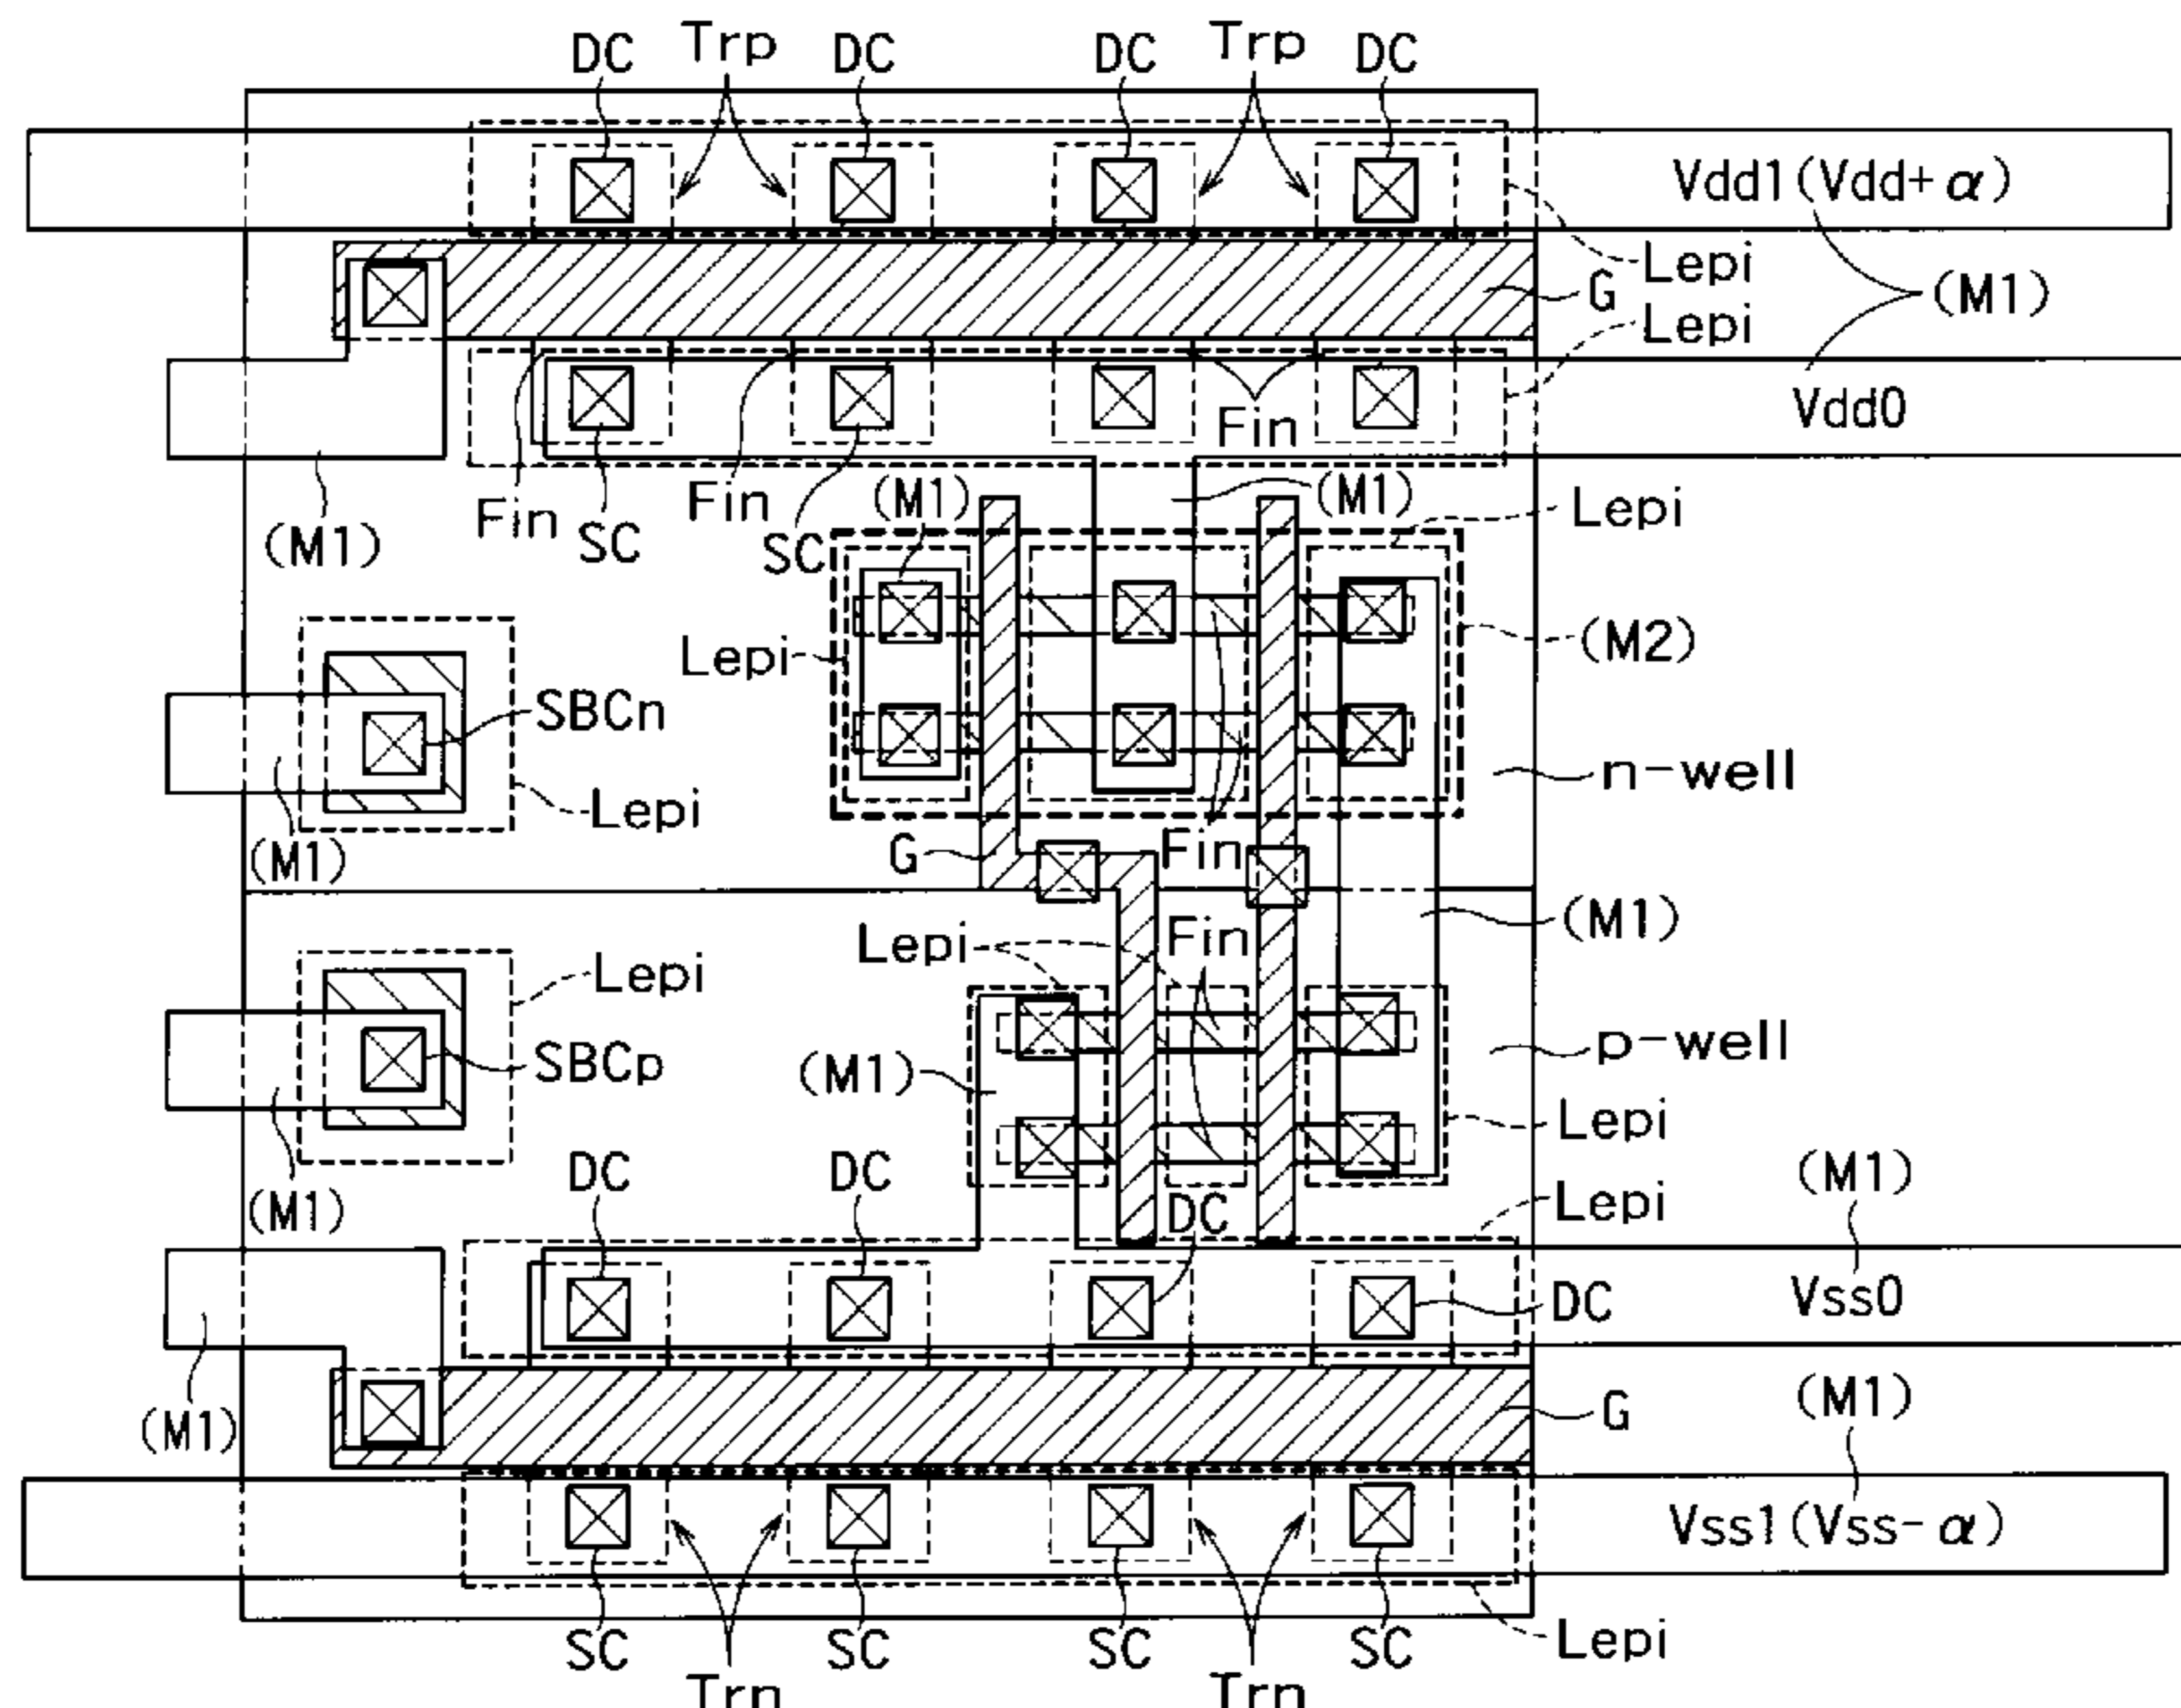 DC Trp DC DC Trp DC
Vdd1(Vdd+α)
Lepi
G (M1)
Lepi
Vdd0
Fin
Fin SC Fin (M1) (M1) Lepi
(M1) SC
Lepi (M2)
SBCn
n-well
Lepi
(M1) G Fin
(M1)
Lepi Fin
Lepi
p-well
SBCp (M1)
Lepi
DC DC (M1)
(M1) DC Lepi
DC Vss0
(M1)
(M1) G
Vss1(Vss-α)
SC SC SC SC Lepi
Trn Trn